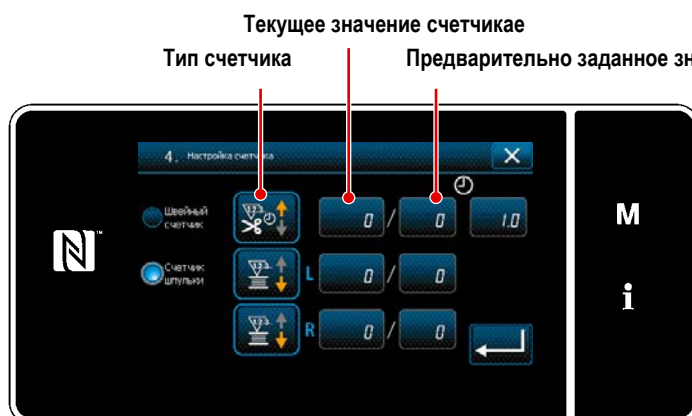 Текущее значение счетчикае
Тип счетчика
Предварительно заданное зн
4. Настройка счетчика
Швейный
счетчик
0 / 0
1.0
Счетчик
шпульки
L
0 / 0
R
0 / 0
M
i
N